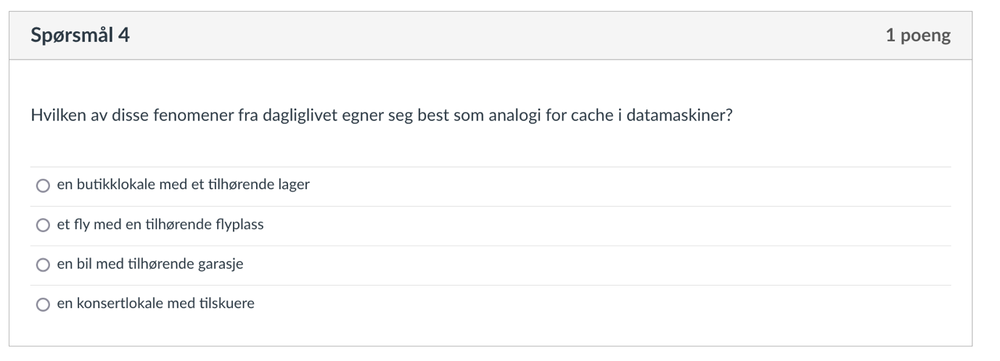 Spørsmål 4
1 poeng
Hvilken av disse fenomener fra dagliglivet egner seg best som analogi for cache i datamaskiner?
en butikklokale med et tilhørende lager
et fly med en tilhørende flyplass
en bil med tilhørende garasje
en konsertlokale med tilskuere